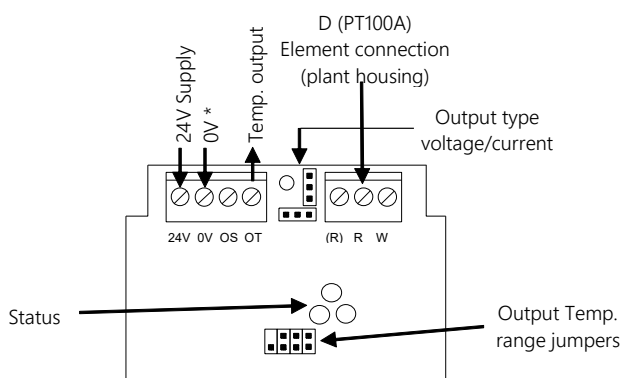 D (PT100A)
Element connection
(plant housing)
24V Supply
0V *
Temp. output
Output type
voltage/current
24V 0V OS OT
(R) R W
Status
Output Temp.
range jumpers